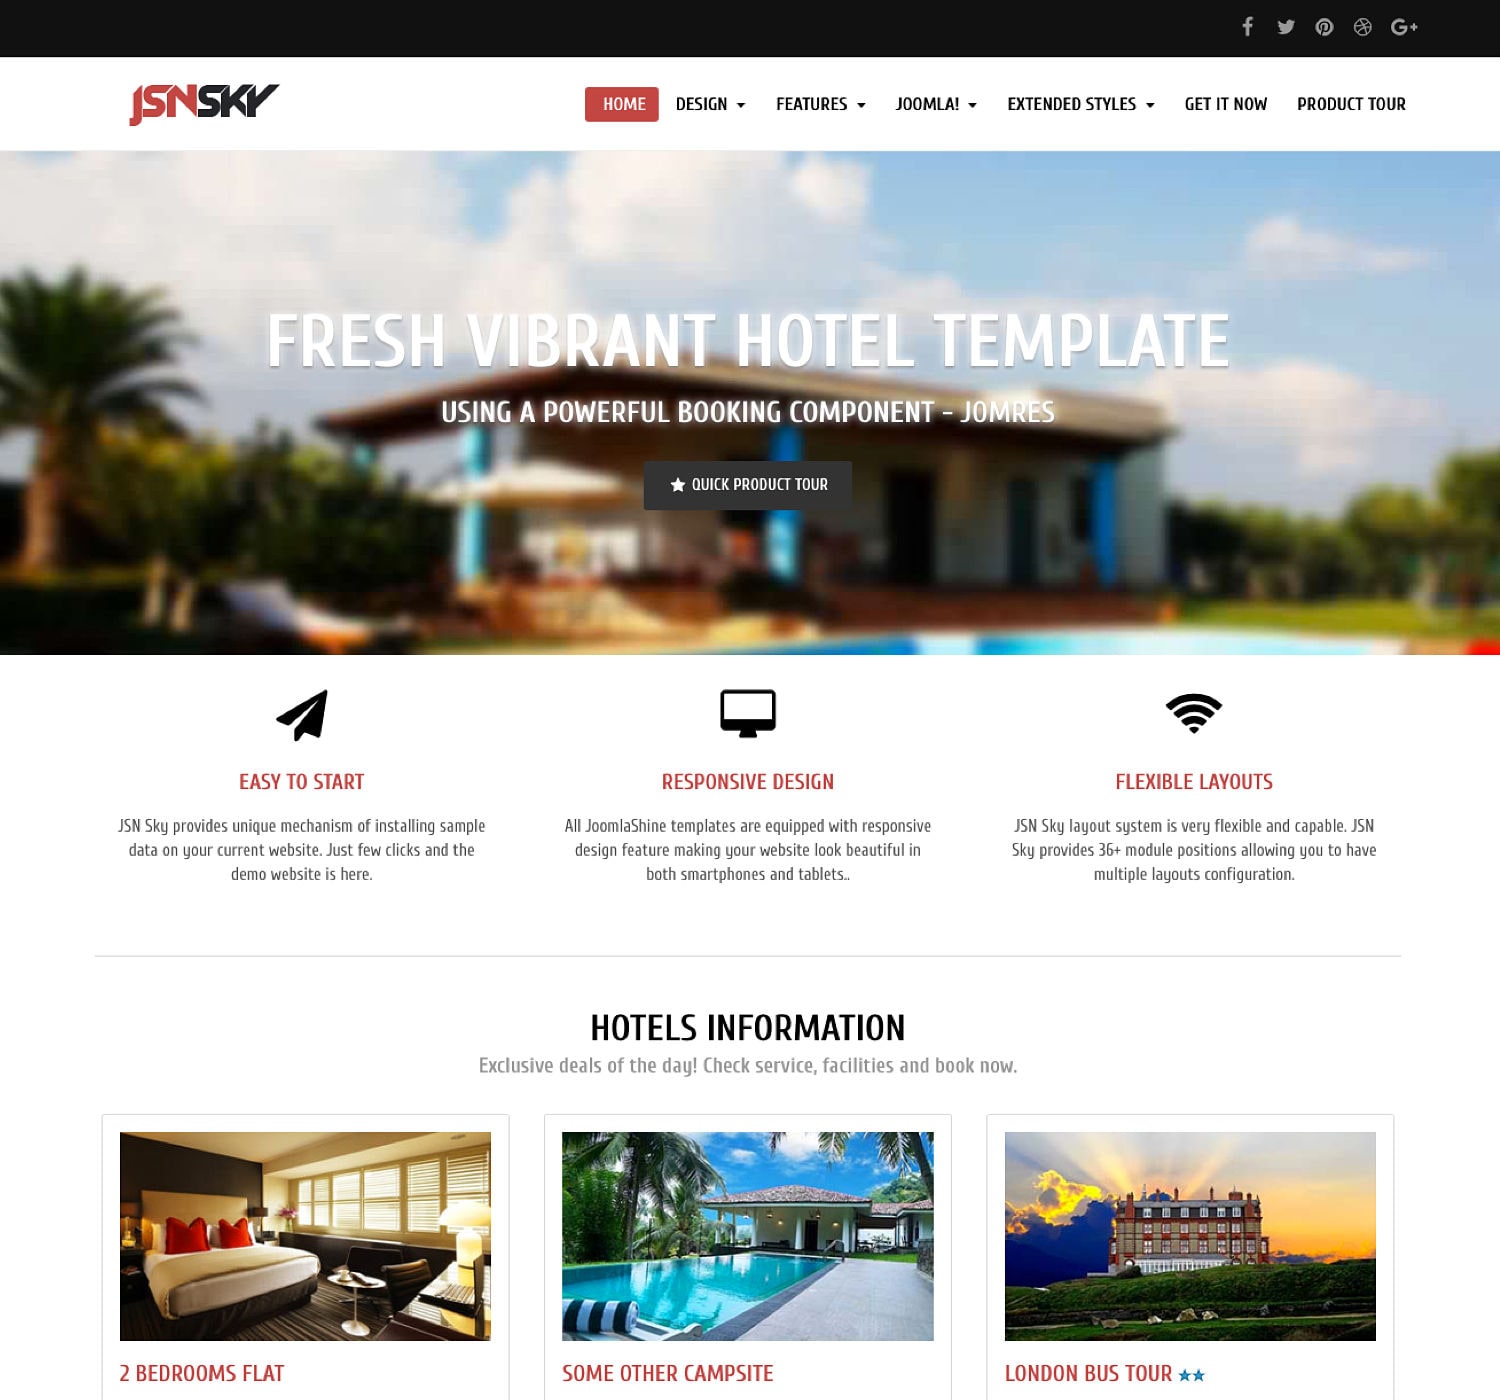 JSNSKY
HOME DESIGN FEATURES JOOMLA! EXTENDED STYLES GET IT NOW PRODUCT TOUR
FRESH VIBRANT HOTEL TEMPLATE
USING A POWERFUL BOOKING COMPONENT - JOMRES
QUICK PRODUCT TOUR
EASY TO START
JSN Sky provides unique mechanism of installing sample
data on your current website. Just few clicks and the
demo website is here.
RESPONSIVE DESIGN
All JoomlaShine templates are equipped with responsive
design feature making your website look beautiful in
both smartphones and tablets..
FLEXIBLE LAYOUTS
JSN Sky layout system is very flexible and capable. JSN
Sky provides 36+ module positions allowing you to have
multiple layouts configuration.
HOTELS INFORMATION
Exclusive deals of the day! Check service, facilities and book now.
2 BEDROOMS FLAT
SOME OTHER CAMPSITE
LONDON BUS TOUR